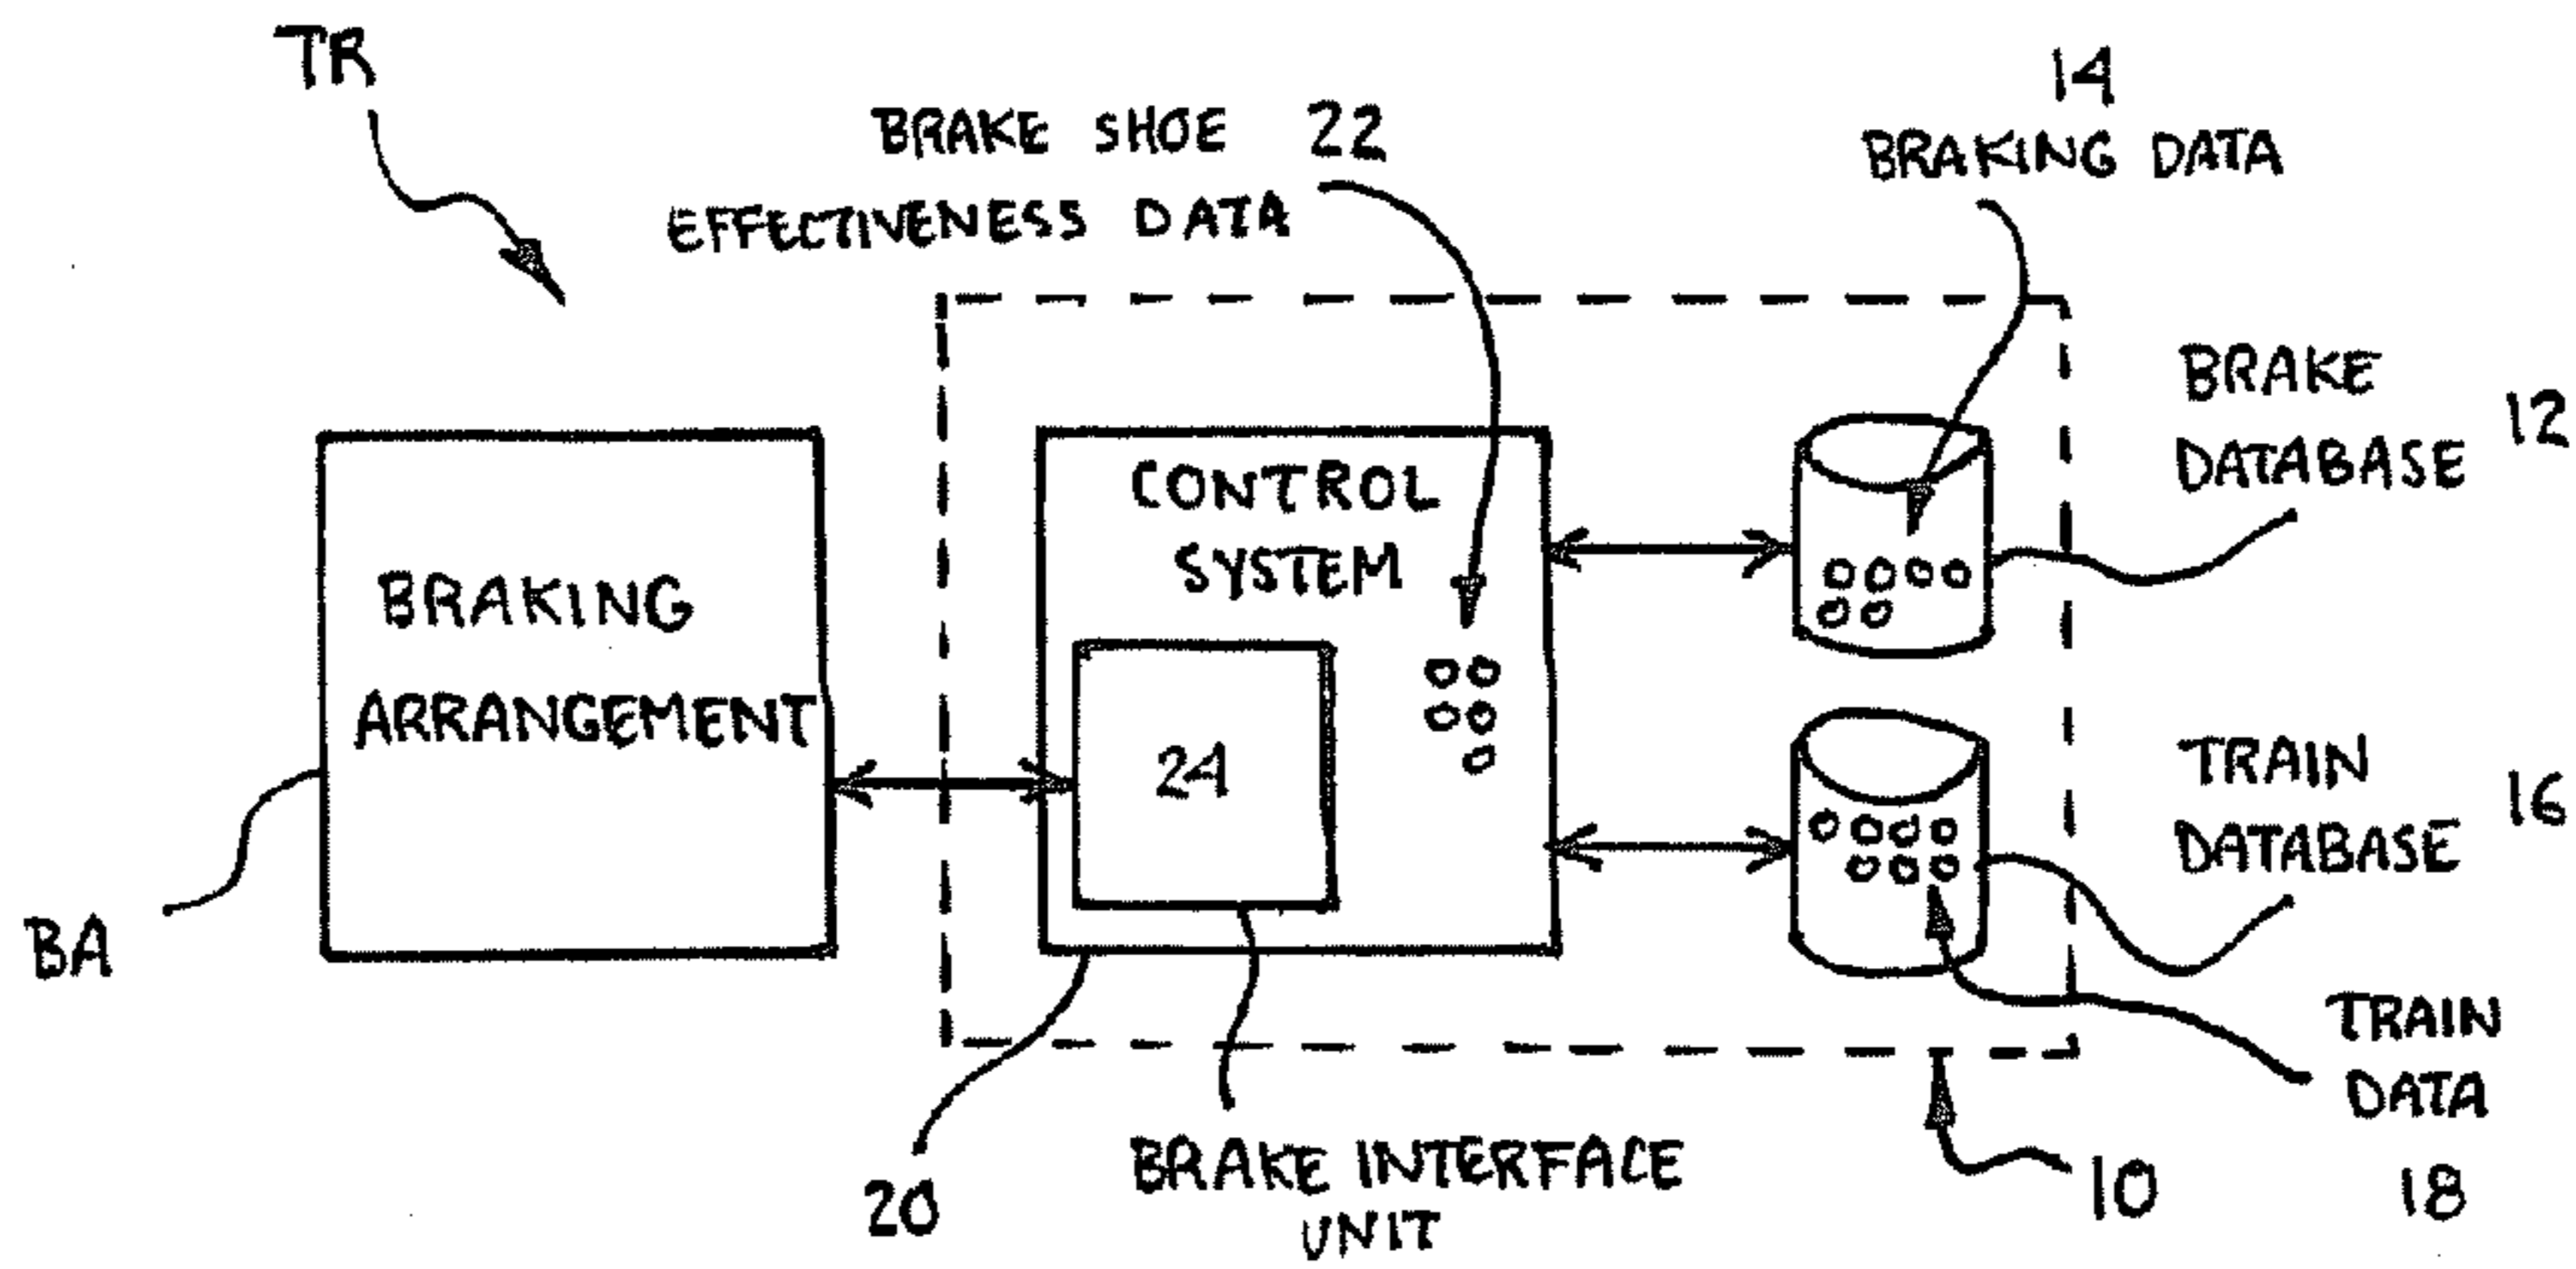 TR
BRAKE SHOE 22
EFFECTIVENESS DATA
14
BRAKING DATA
BRAKE
DATABASE 12
CONTROL
SYSTEM
BRAKING
ARRANGEMENT
24
TRAIN
DATABASE 16
BA
20
BRAKE INTERFACE
UNIT
10
TRAIN
DATA
18